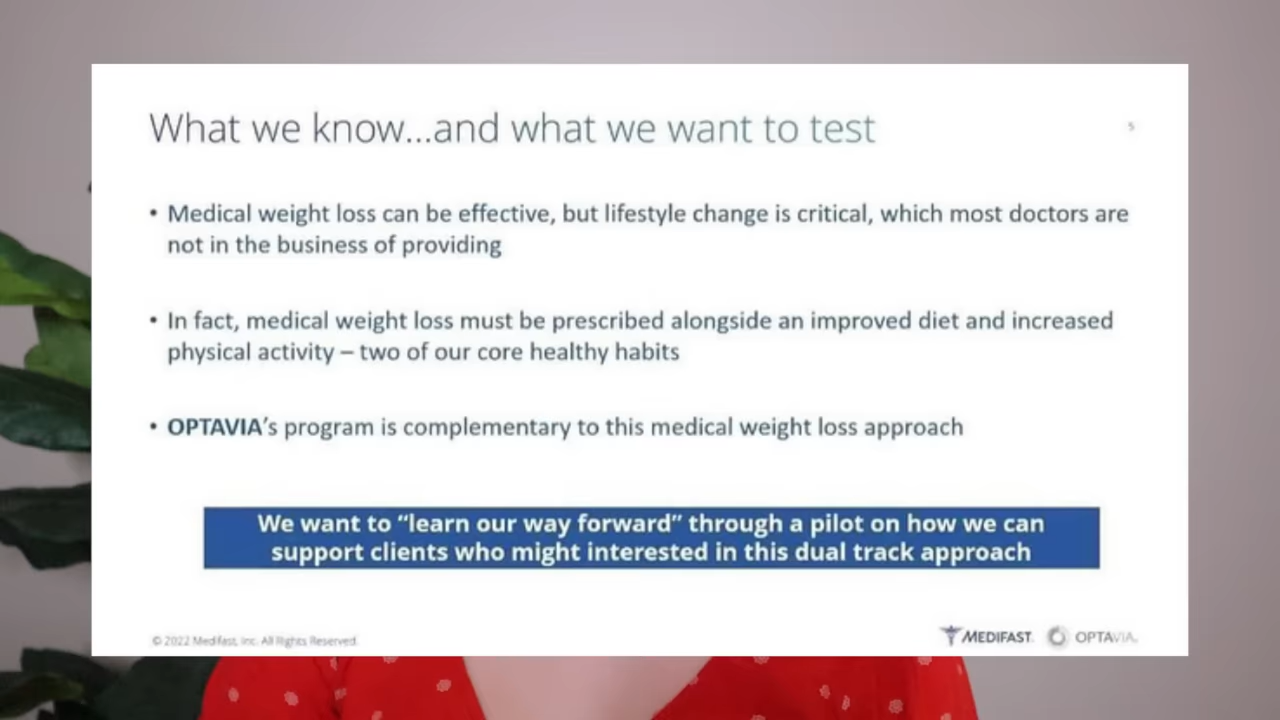 What we know...and what we want to test
5
• Medical weight loss can be effective, but lifestyle change is critical, which most doctors are
not in the business of providing
• In fact, medical weight loss must be prescribed alongside an improved diet and increased
physical activity – two of our core healthy habits
• OPTAVIA's program is complementary to this medical weight loss approach
We want to “learn our way forward” through a pilot on how we can
support clients who might interested in this dual track approach
© 2022 Medifast, Inc. All Rights Reserved.
MEDIFAST OPTAVIA